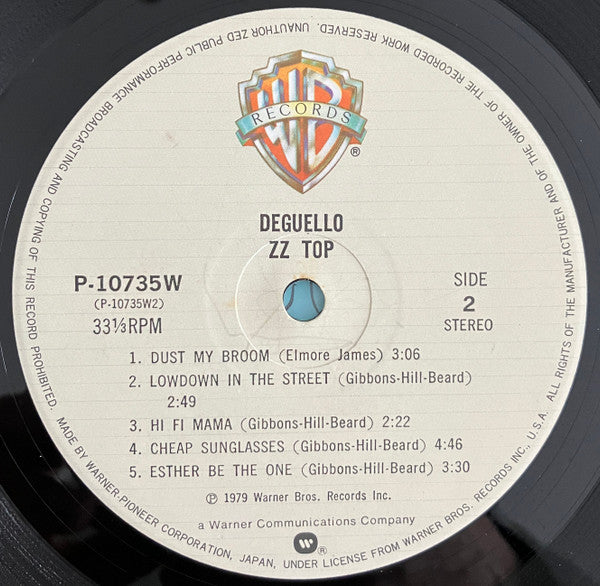 WB
RECORDS
®
DEGUELLO
ZZ TOP
P-10735W
(P-10735W2)
33⅓RPM
SIDE
2
STEREO
1. DUST MY BROOM (Elmore James) 3:06
2. LOWDOWN IN THE STREET (Gibbons-Hill-Beard)
2:49
3. HI FI MAMA (Gibbons-Hill-Beard) 2:22
4. CHEAP SUNGLASSES (Gibbons-Hill-Beard) 4:46
5. ESTHER BE THE ONE (Gibbons-Hill-Beard) 3:30
℗ 1979 Warner Bros. Records Inc.
a Warner Communications Company
®
MADE BY WARNER-PIONEER CORPORATION, JAPAN, UNDER LICENSE FROM WARNER BROS. RECORDS INC., U.S.A. ALL RIGHTS OF THE MANUFACTURER AND OF THE OWNER OF THE RECORDED WORK RESERVED. UNAUTHORIZED PUBLIC PERFORMANCE BROADCASTING AND COPYING OF THIS RECORD PROHIBITED.